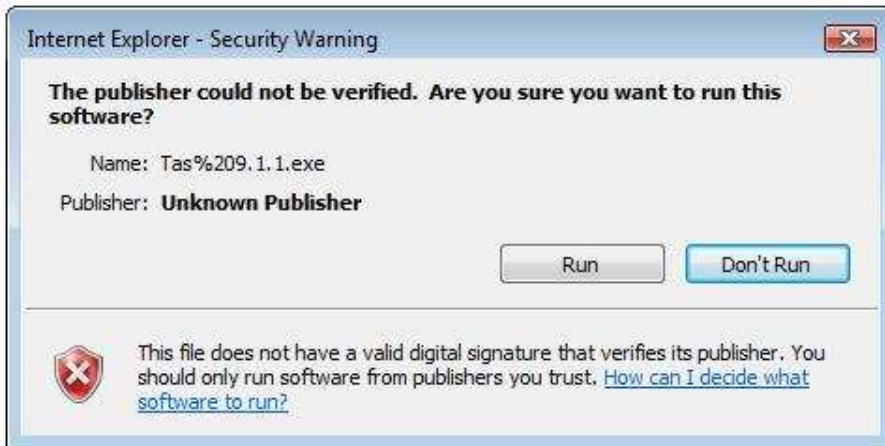 Internet Explorer - Security Warning
The publisher could not be verified.  Are you sure you want to run this
software?
Name: Tas%209.1.1.exe
Publisher: Unknown Publisher
Run Don't Run
This file does not have a valid digital signature that verifies its publisher. You
should only run software from publishers you trust. How can I decide what
software to run?